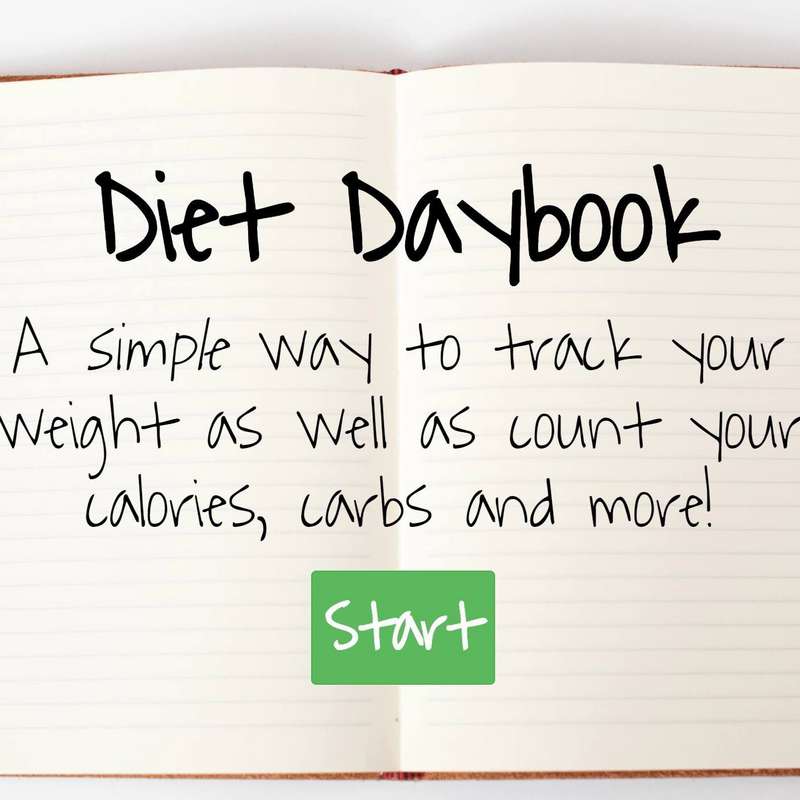 Diet Daybook
A simple way to track your
weight as well as count your
calories, carbs and more!
Start